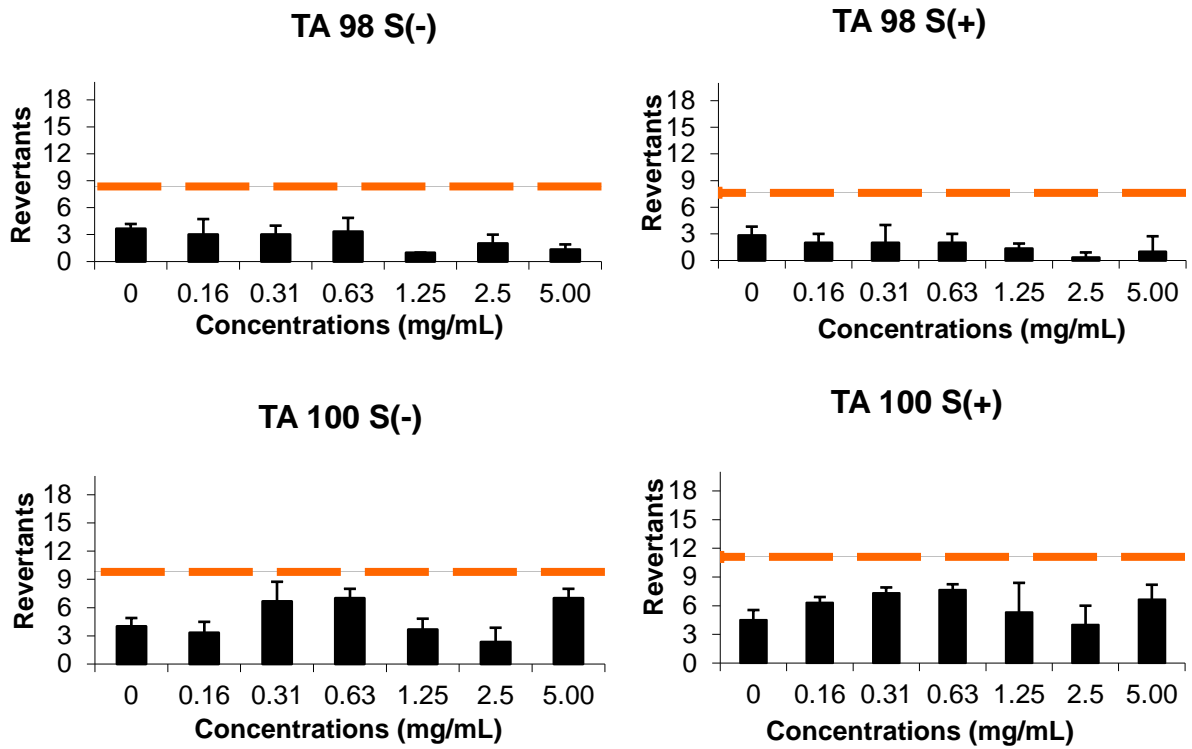 TA 98 S(-)
Revertants
18
15
12
9
6
3
0
0 0.16 0.31 0.63 1.25 2.5 5.00
Concentrations (mg/mL)
TA 98 S(+)
Revertants
18
15
12
9
6
3
0
0 0.16 0.31 0.63 1.25 2.5 5.00
Concentrations (mg/mL)
TA 100 S(-)
Revertants
18
15
12
9
6
3
0
0 0.16 0.31 0.63 1.25 2.5 5.00
Concentrations (mg/mL)
TA 100 S(+)
Revertants
18
15
12
9
6
3
0
0 0.16 0.31 0.63 1.25 2.5 5.00
Concentrations (mg/mL)